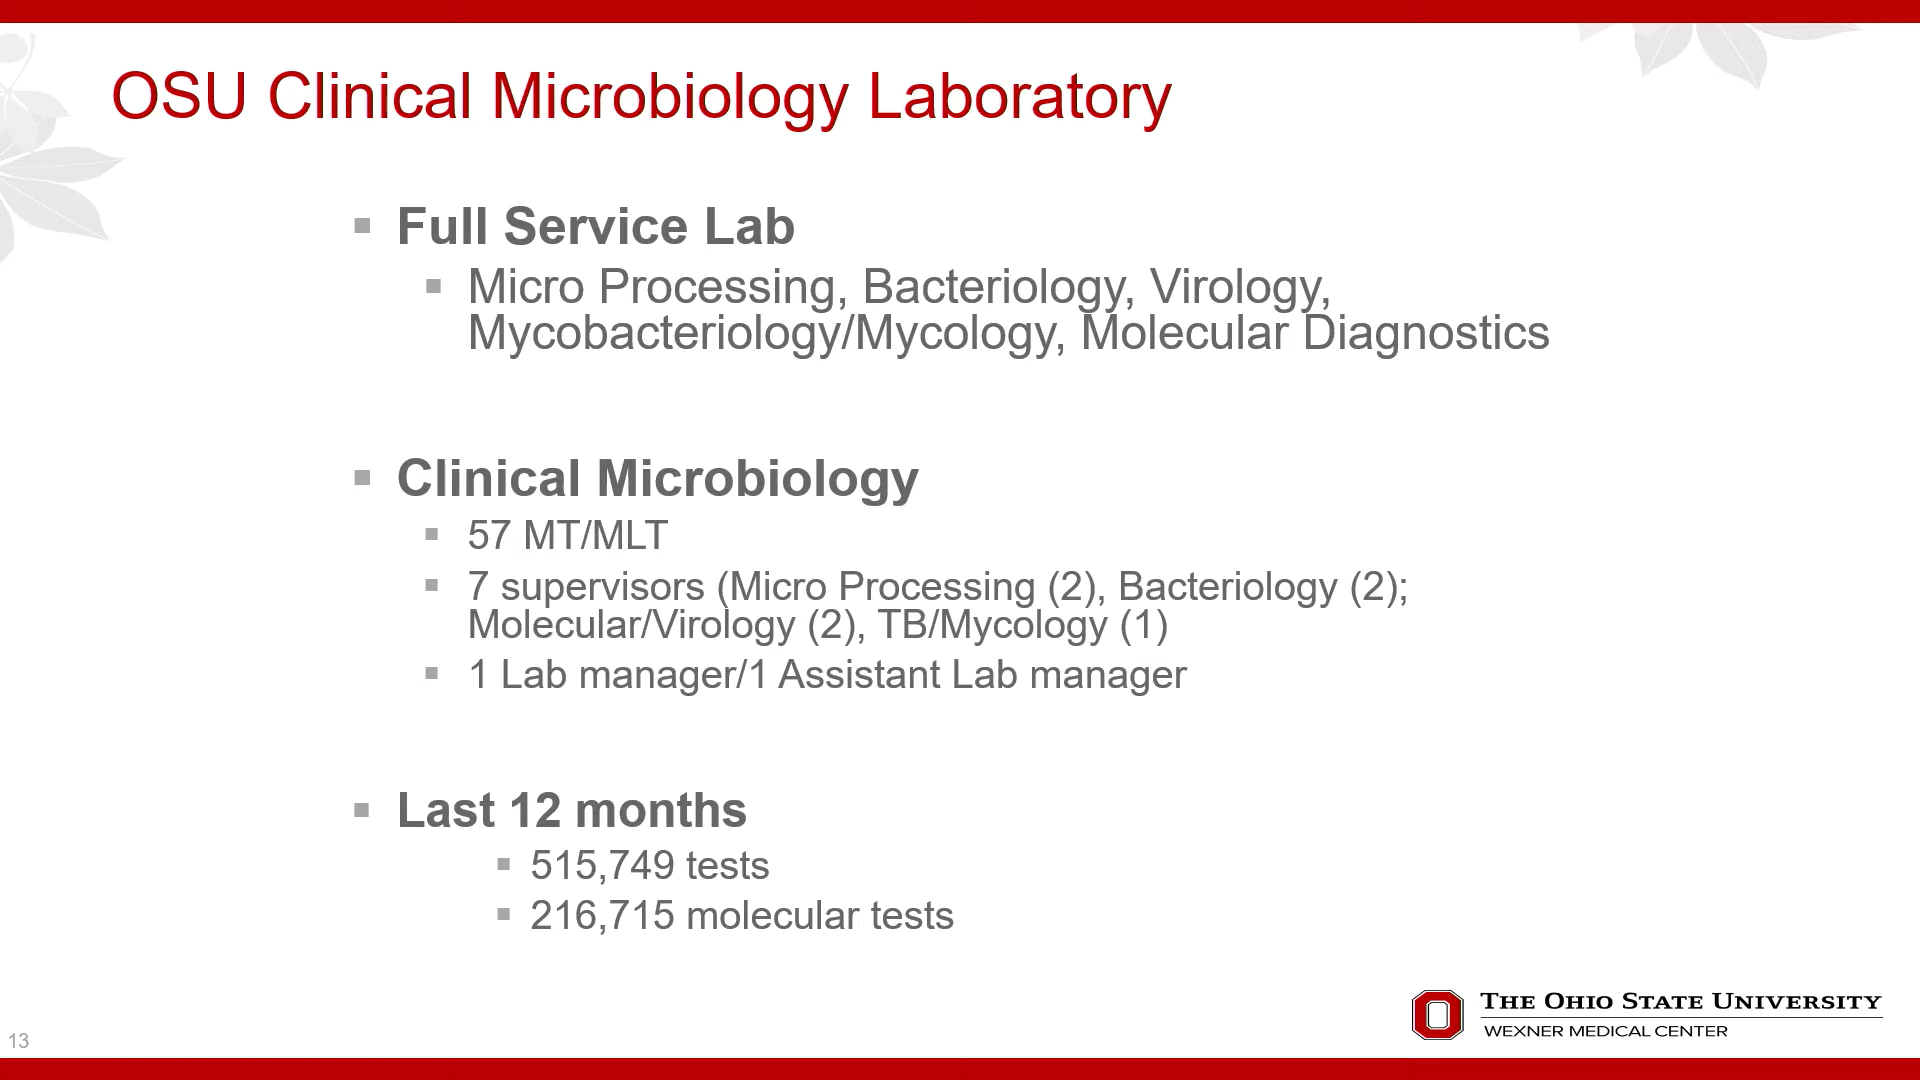 OSU Clinical Microbiology Laboratory
Full Service Lab
Micro Processing, Bacteriology, Virology,
Mycobacteriology/Mycology, Molecular Diagnostics
Clinical Microbiology
57 MT/MLT
7 supervisors (Micro Processing (2), Bacteriology (2);
Molecular/Virology (2), TB/Mycology (1)
1 Lab manager/1 Assistant Lab manager
Last 12 months
515,749 tests
216,715 molecular tests
THE OHIO STATE UNIVERSITY
WEXNER MEDICAL CENTER
13